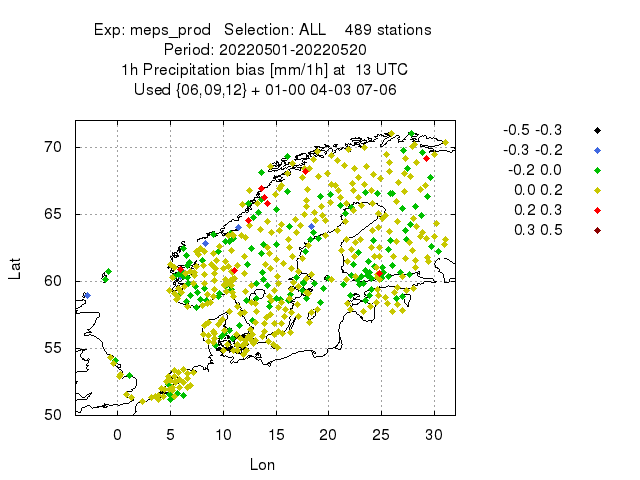 Exp: meps_prod   Selection: ALL    489 stations
Period: 20220501-20220520
1h Precipitation bias [mm/1h] at  13 UTC
Used {06,09,12} + 01-00 04-03 07-06
-0.5 -0.3
-0.3 -0.2
-0.2 0.0
0.0 0.2
0.2 0.3
0.3 0.5
70
65
60
55
50
Lat
0 5 10 15 20 25 30
Lon